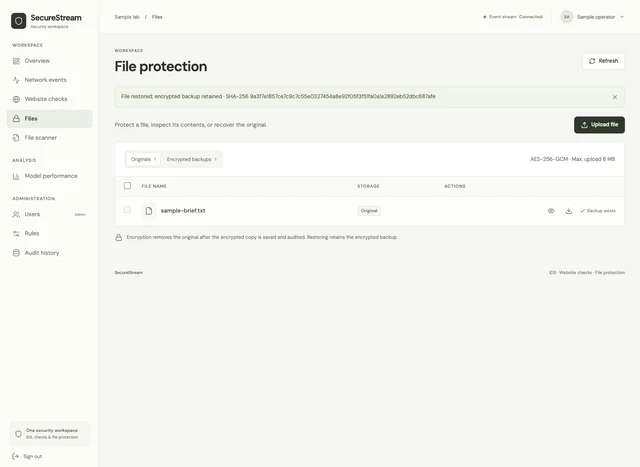 SecureStream
Security workspace
Sample lab / Files
Event stream Connected
SA Sample operator
WORKSPACE
Overview
Network events
Website checks
Files
File scanner
ANALYSIS
Model performance
ADMINISTRATION
Users Admin
Rules
Audit history
One security workspace
IDS, checks & file protection
Sign out
WORKSPACE
File protection
Refresh
File restored; encrypted backup retained · SHA-256
Protect a file, inspect its contents, or recover the original.
Upload file
Originals 1 Encrypted backups 1
AES-256-GCM · Max. upload 8 MB
FILE NAME STORAGE ACTIONS
sample-brief.txt Original Backup exists
Encryption removes the original after the encrypted copy is saved and audited. Restoring retains the encrypted backup.
SecureStream
IDS · Website checks · File protection